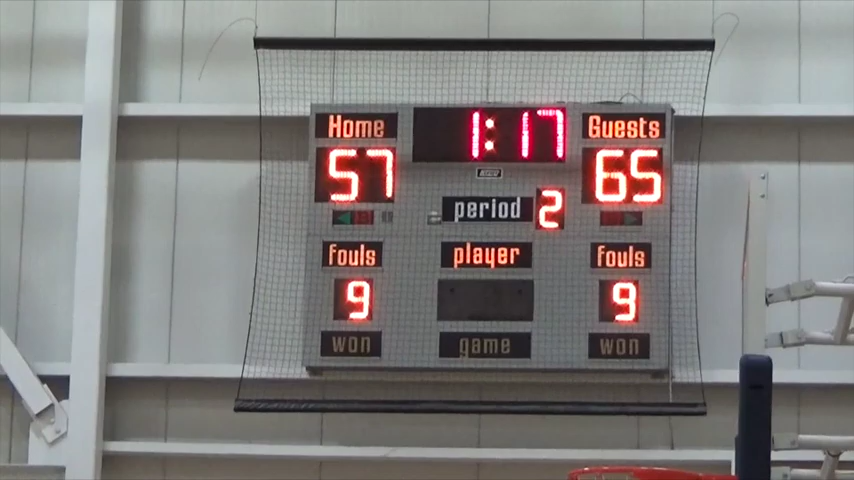 Home 1:17 Guests
57 65
period 2
fouls player fouls
9 9
won game won